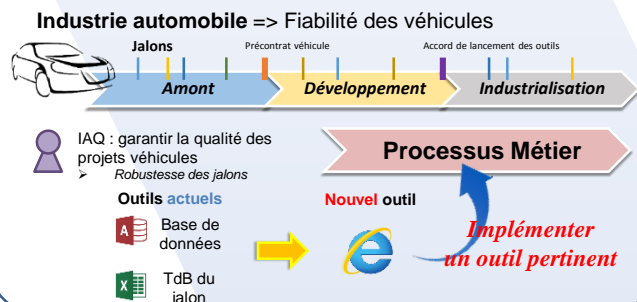 Industrie automobile => Fiabilité des véhicules
Jalons
Précontrat véhicule
Accord de lancement des outils
Amont
Développement
Industrialisation
IAQ : garantir la qualité des
projets véhicules
➢ Robustesse des jalons
Processus Métier
Outils actuels
Nouvel outil
A
Base de
données
Implémenter
un outil pertinent
X
TdB du
jalon